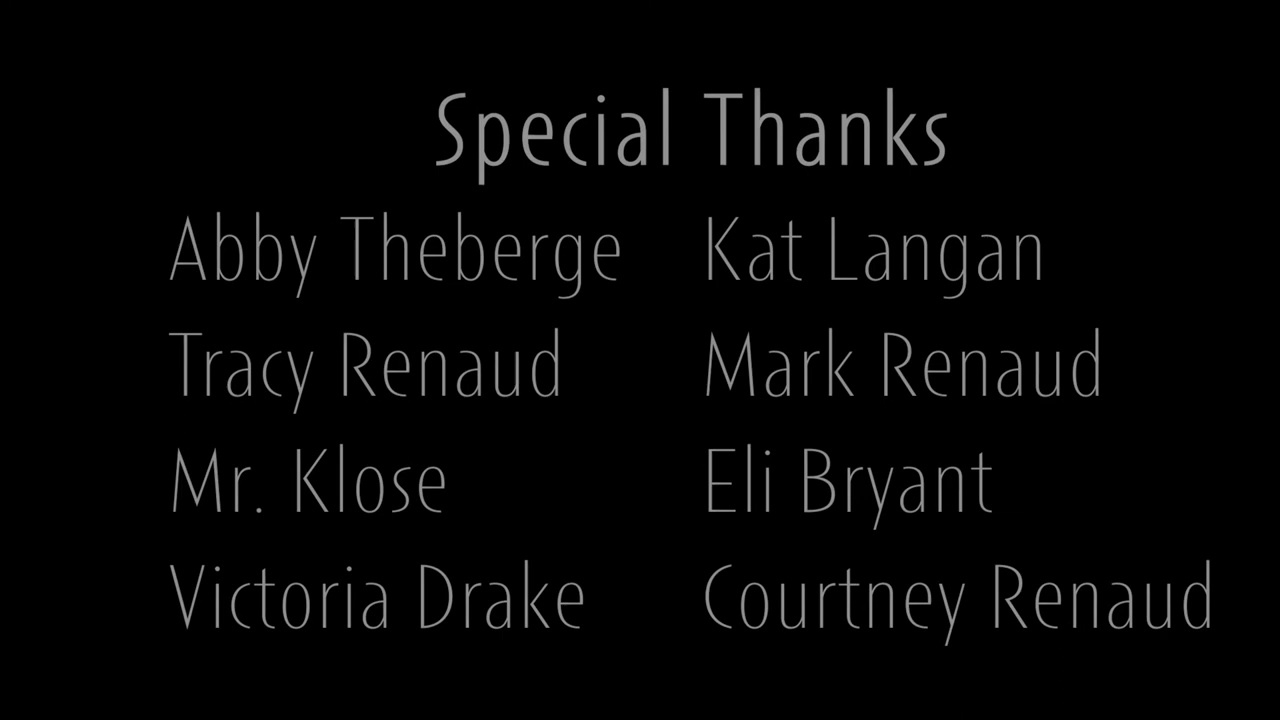 Special Thanks
Abby Theberge Kat Langan
Tracy Renaud Mark Renaud
Mr. Klose Eli Bryant
Victoria Drake Courtney Renaud